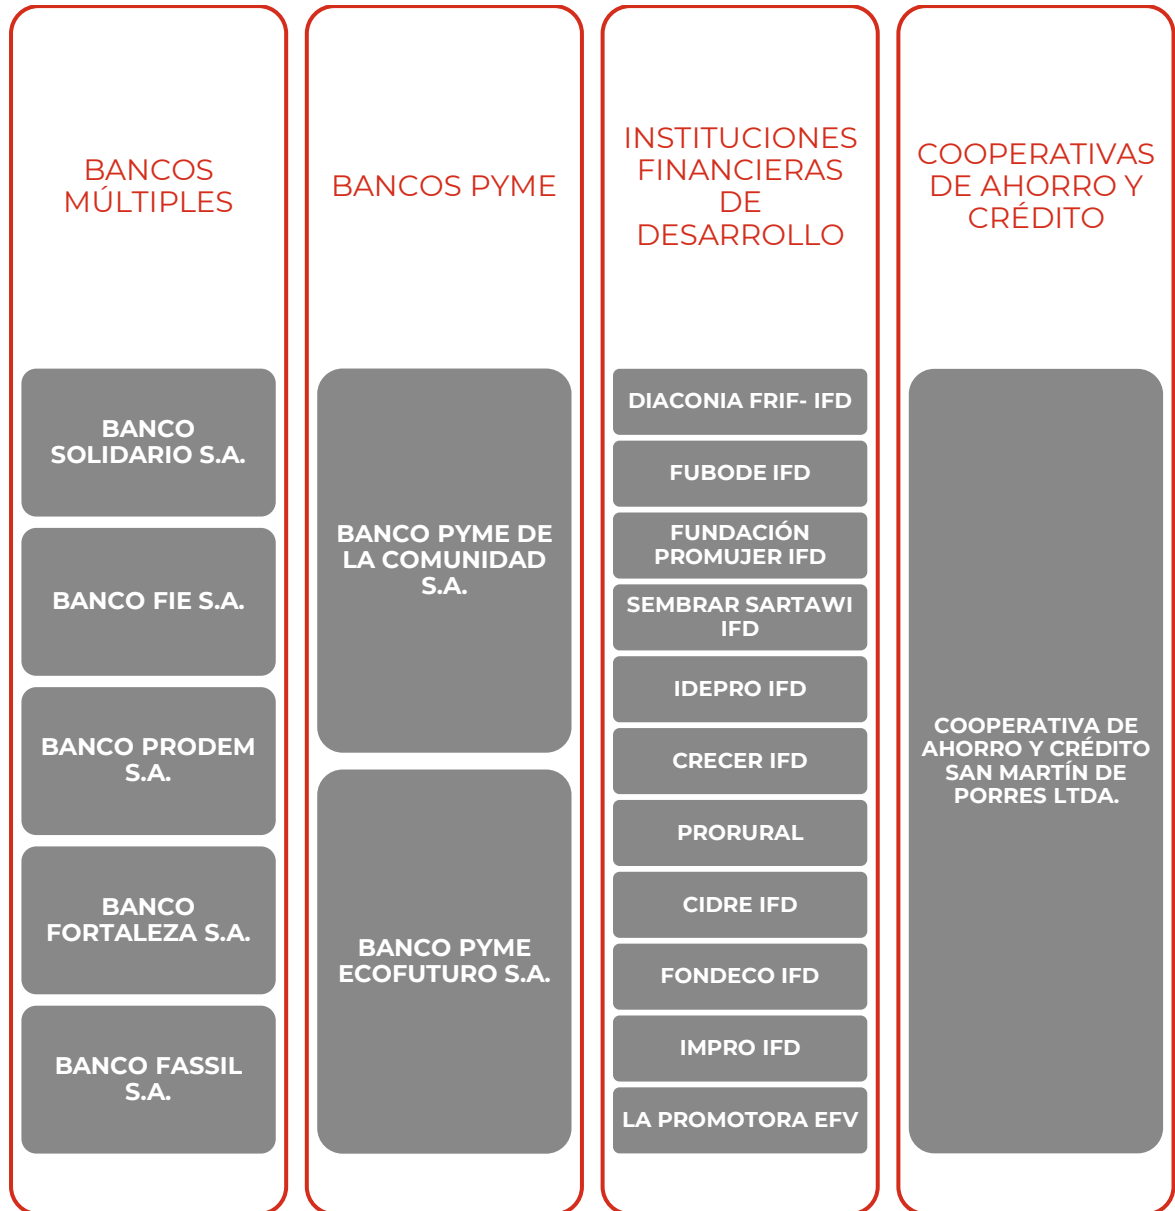 BANCOS
MÚLTIPLES
BANCO
SOLIDARIO S.A.
BANCO FIE S.A.
BANCO PRODEM
S.A.
BANCO
FORTALEZA S.A.
BANCO FASSIL
S.A.
BANCOS PYME
BANCO PYME DE
LA COMUNIDAD
S.A.
BANCO PYME
ECOFUTURO S.A.
INSTITUCIONES
FINANCIERAS
DE
DESARROLLO
DIACONIA FRIF- IFD
FUBODE IFD
FUNDACIÓN
PROMUJER IFD
SEMBRAR SARTAWI
IFD
IDEPRO IFD
CRECER IFD
PRORURAL
CIDRE IFD
FONDECO IFD
IMPRO IFD
LA PROMOTORA EFV
COOPERATIVAS
DE AHORRO Y
CRÉDITO
COOPERATIVA DE
AHORRO Y CRÉDITO
SAN MARTÍN DE
PORRES LTDA.